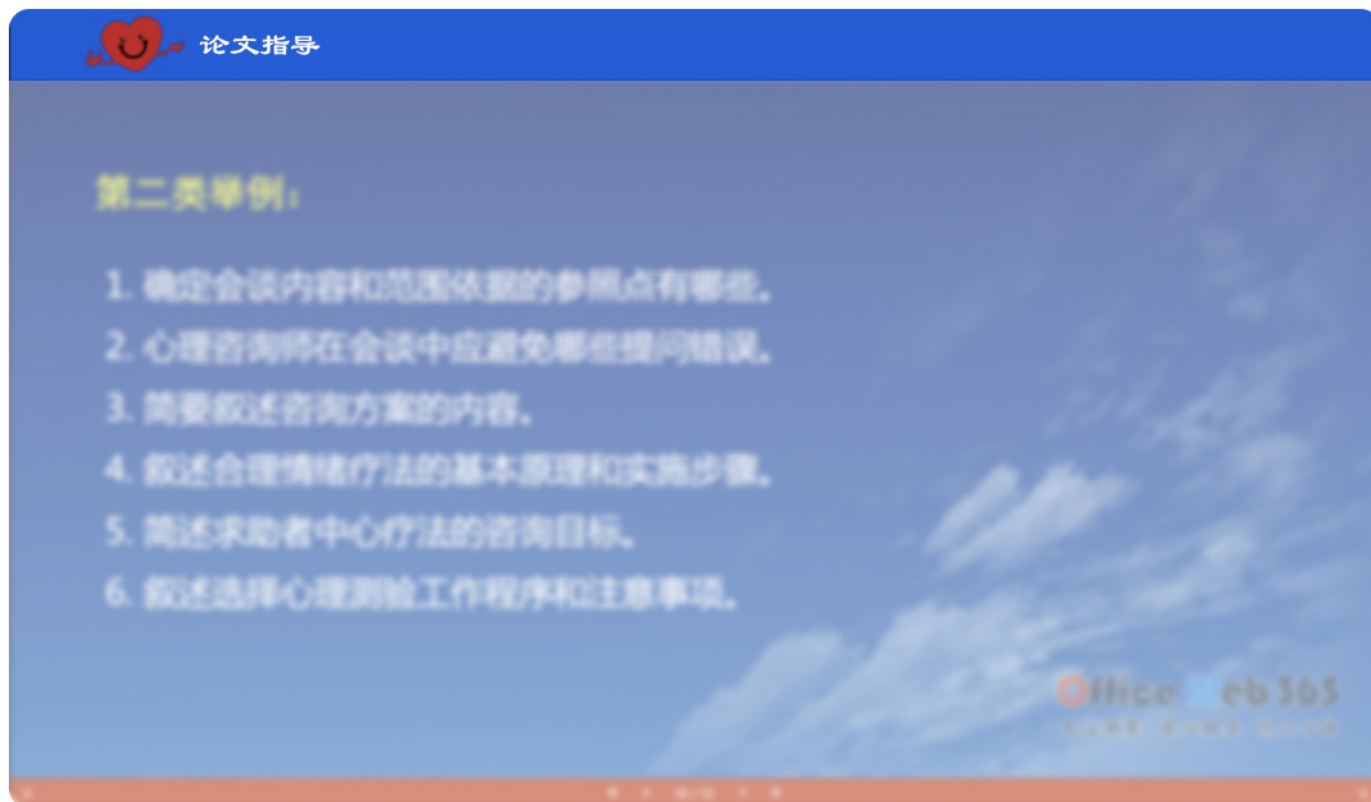 论文指导
第二类举例：
1. 确定会谈内容和范围依据的参照点有哪些。
2. 心理咨询师在会谈中应避免哪些提问错误。
3. 简要叙述咨询方案的内容。
4. 叙述合理情绪疗法的基本原理和实施步骤。
5. 简述求助者中心疗法的咨询目标。
6. 叙述选择心理测验工作程序和注意事项。
Office Web 365